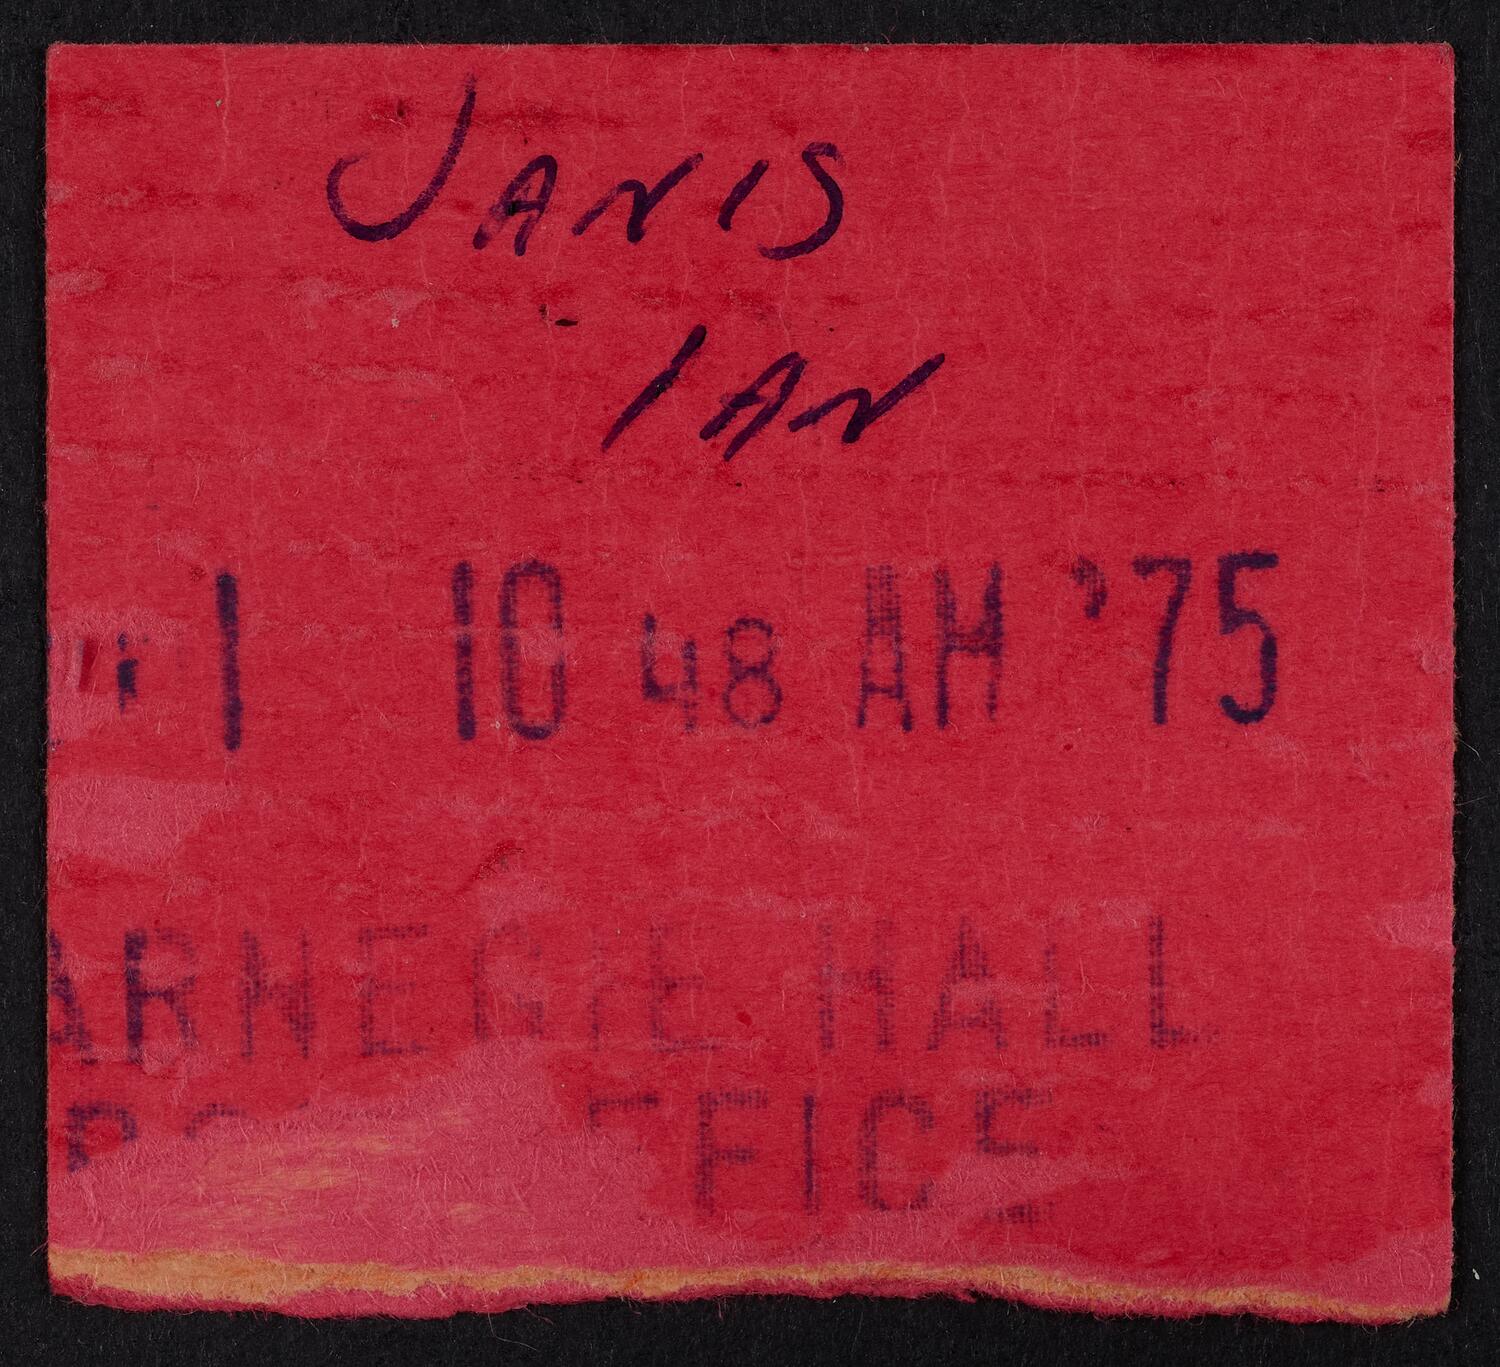 JANIS
IAN
1 10 48 AM '75
ARNEGIE HALL
FFICE